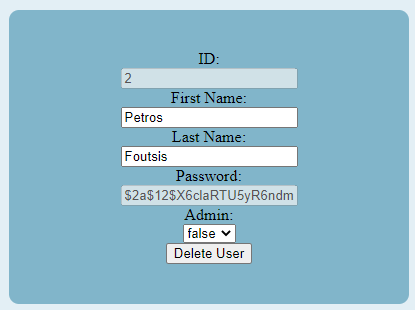 ID:
2
First Name:
Petros
Last Name:
Foutsis
Password:
$2a$12$X6claRTU5yR6ndm
Admin:
false
Delete User